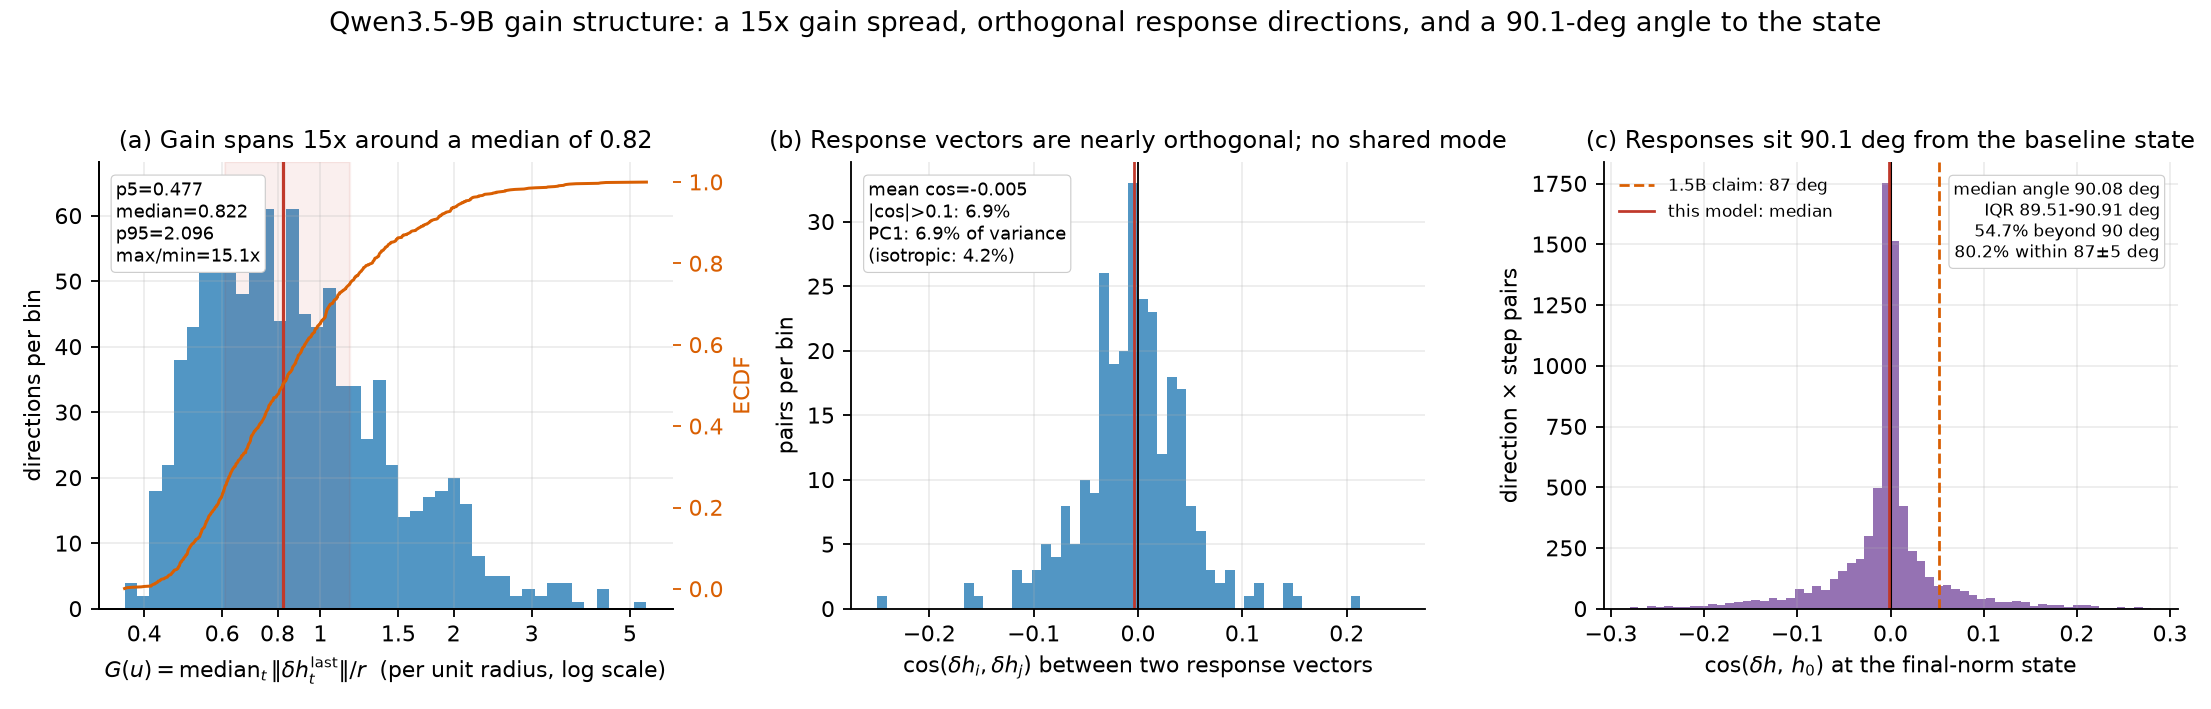 Qwen3.5-9B gain structure: a 15x gain spread, orthogonal response directions, and a 90.1-deg angle to the state
(a) Gain spans 15x around a median of 0.82
p5=0.477
median=0.822
p95=2.096
max/min=15.1x
directions per bin
0
10
20
30
40
50
60
0.4
0.6
0.8
1
1.5
2
3
5
G(u) = median_t ‖δh_t^last‖/r (per unit radius, log scale)
0.0
0.2
0.4
0.6
0.8
1.0
ECDF
(b) Response vectors are nearly orthogonal; no shared mode
mean cos=-0.005
|cos|>0.1: 6.9%
PC1: 6.9% of variance
(isotropic: 4.2%)
pairs per bin
0
5
10
15
20
25
30
−0.2
−0.1
0.0
0.1
0.2
cos(δh_i, δh_j) between two response vectors
(c) Responses sit 90.1 deg from the baseline state
1.5B claim: 87 deg
this model: median
median angle 90.08 deg
IQR 89.51-90.91 deg
54.7% beyond 90 deg
80.2% within 87±5 deg
direction × step pairs
0
250
500
750
1000
1250
1500
1750
−0.3
−0.2
−0.1
0.0
0.1
0.2
0.3
cos(δh, h_0) at the final-norm state